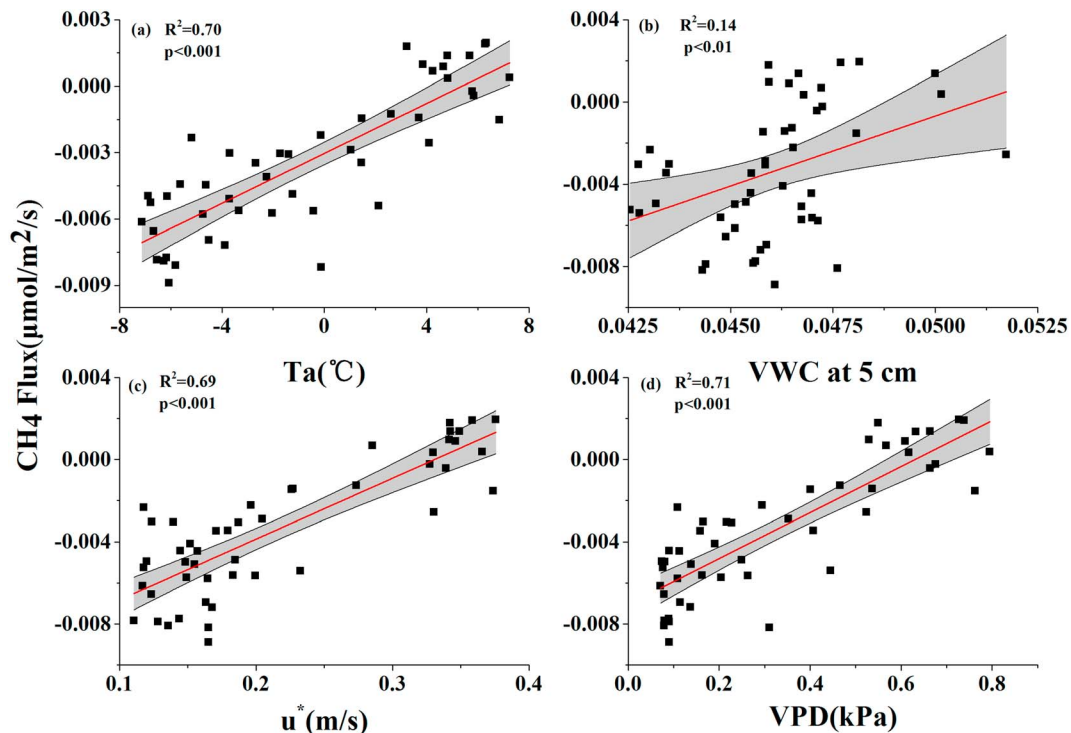 CH4 Flux(μmol/m²/s)
(a) R²=0.70
p<0.001
0.003
0.000
-0.003
-0.006
-0.009
-8 -4 0 4 8
Ta(℃)
(b) R²=0.14
p<0.01
0.004
0.000
-0.004
-0.008
0.0425 0.0450 0.0475 0.0500 0.0525
VWC at 5 cm
(c) R²=0.69
p<0.001
0.004
0.000
-0.004
-0.008
0.1 0.2 0.3 0.4
u*(m/s)
(d) R²=0.71
p<0.001
0.004
0.000
-0.004
-0.008
0.0 0.2 0.4 0.6 0.8
VPD(kPa)